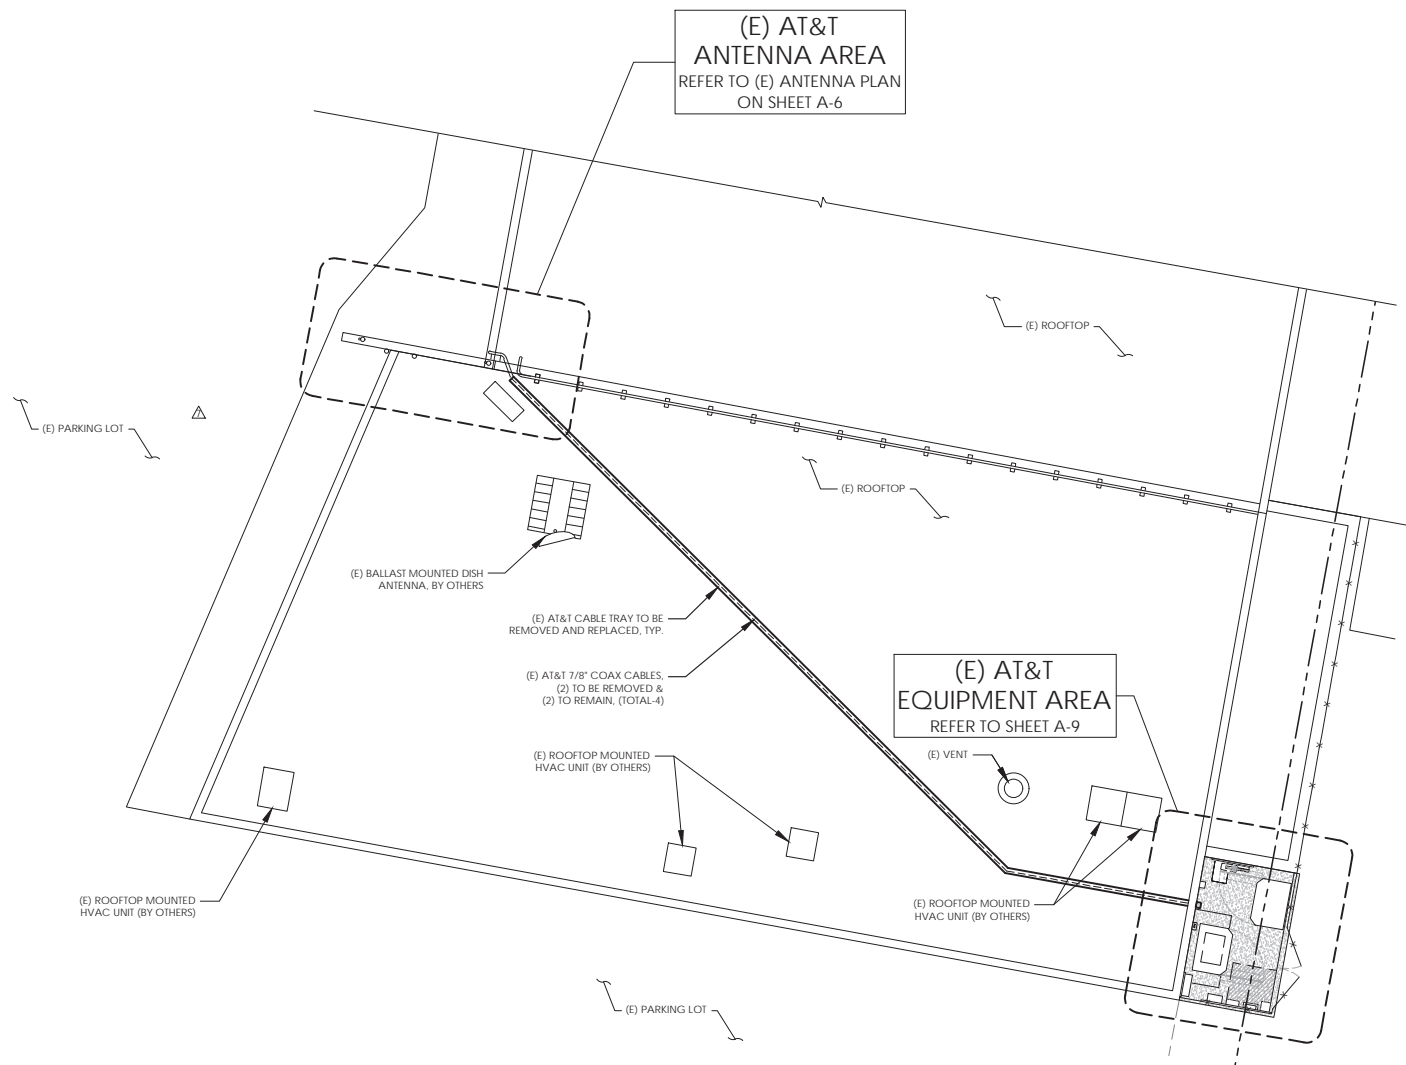 (E) AT&T
ANTENNA AREA
REFER TO (E) ANTENNA PLAN
ON SHEET A-6
(E) ROOFTOP
(E) PARKING LOT
(E) ROOFTOP
(E) BALLAST MOUNTED DISH
ANTENNA, BY OTHERS
(E) AT&T CABLE TRAY TO BE
REMOVED AND REPLACED, TYP.
(E) AT&T 7/8" COAX CABLES,
(2) TO BE REMOVED &
(2) TO REMAIN, (TOTAL-4)
(E) AT&T
EQUIPMENT AREA
REFER TO SHEET A-9
(E) ROOFTOP MOUNTED
HVAC UNIT (BY OTHERS)
(E) VENT
(E) ROOFTOP MOUNTED
HVAC UNIT (BY OTHERS)
(E) ROOFTOP MOUNTED
HVAC UNIT (BY OTHERS)
(E) PARKING LOT